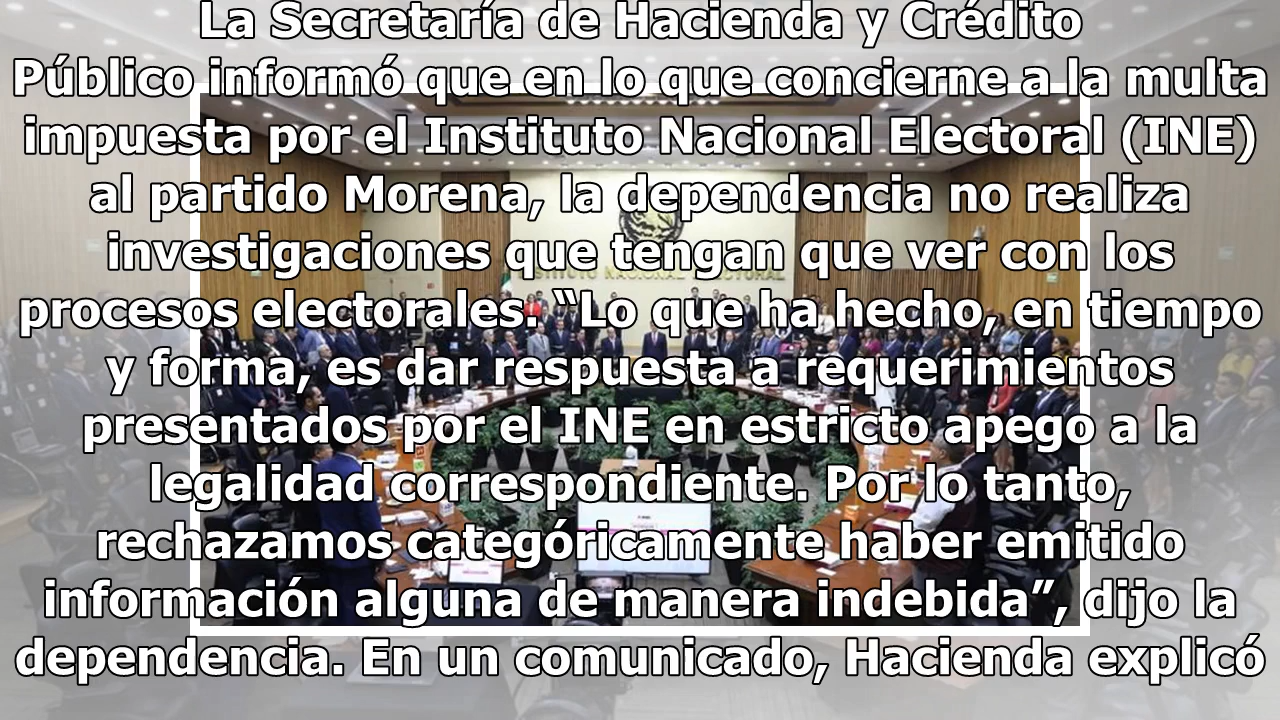 La Secretaría de Hacienda y Crédito
Público informó que en lo que concierne a la multa
impuesta por el Instituto Nacional Electoral (INE)
al partido Morena, la dependencia no realiza
investigaciones que tengan que ver con los
procesos electorales. “Lo que ha hecho, en tiempo
y forma, es dar respuesta a requerimientos
presentados por el INE en estricto apego a la
legalidad correspondiente. Por lo tanto,
rechazamos categóricamente haber emitido
información alguna de manera indebida”, dijo la
dependencia. En un comunicado, Hacienda explicó
INSTITUTO NACIONAL ELECTORAL